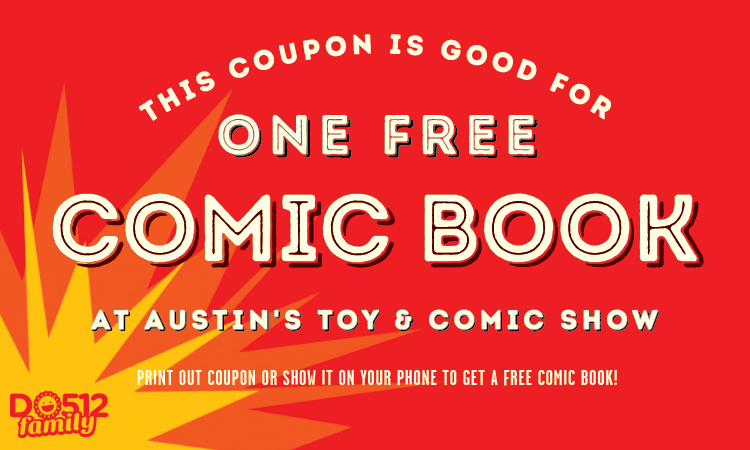 THIS COUPON IS GOOD FOR
ONE FREE
COMIC BOOK
AT AUSTIN'S TOY & COMIC SHOW
PRINT OUT COUPON OR SHOW IT ON YOUR PHONE TO GET A FREE COMIC BOOK!
DO512
family